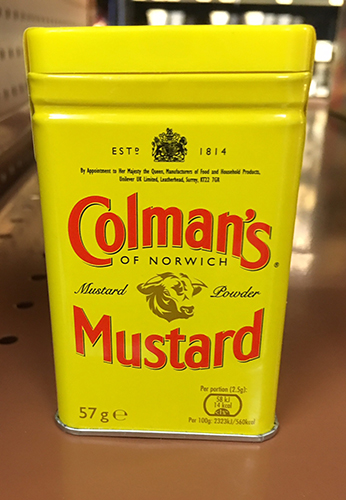 ESTD 1814
By Appointment to Her Majesty the Queen, Manufacturers of Food and Household Products,
Unilever UK Limited, Leatherhead, Surrey, KT22 7GR
Colman's
OF NORWICH
Mustard Powder
Mustard
Per portion (2.5g):
58 kJ
14 kcal
57 g e
Per 100g: 2323kJ/560kcal